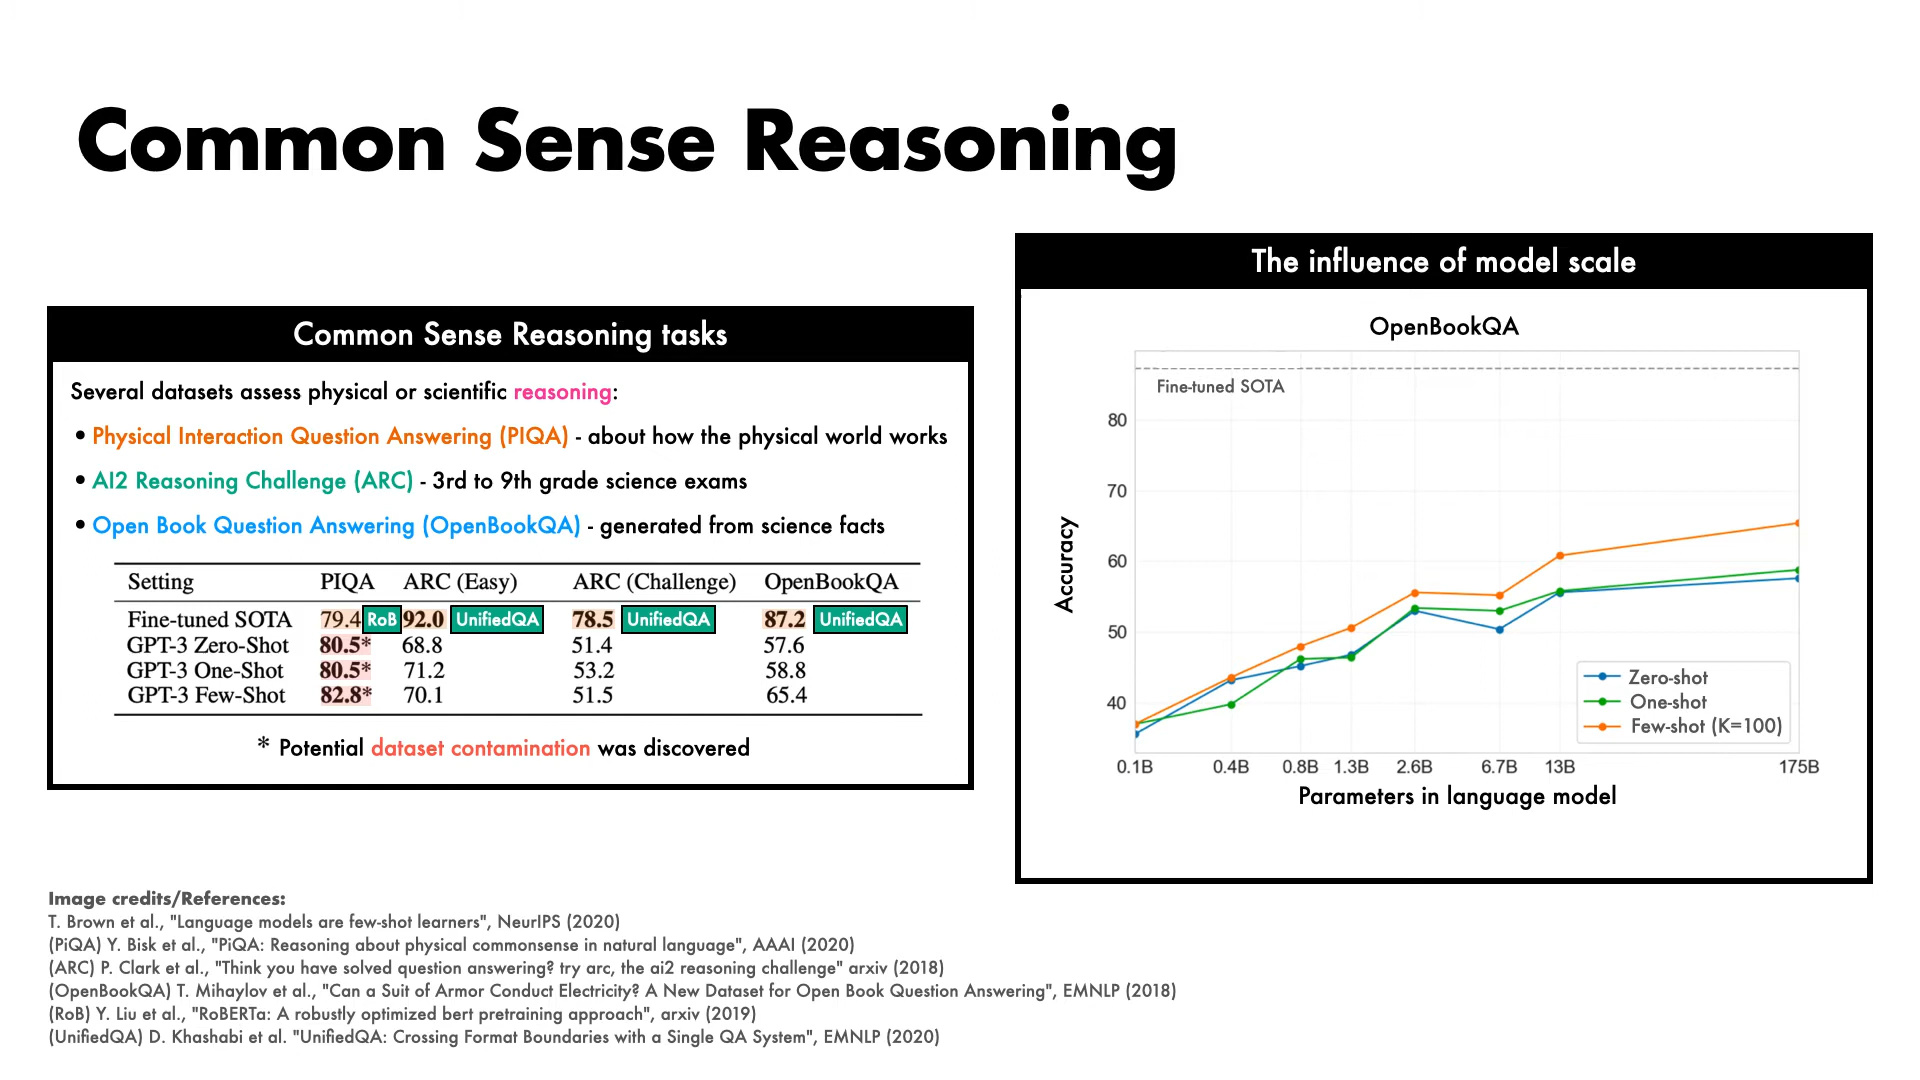 Common Sense Reasoning
Common Sense Reasoning tasks
Several datasets assess physical or scientific reasoning:
• Physical Interaction Question Answering (PIQA) - about how the physical world works
• AI2 Reasoning Challenge (ARC) - 3rd to 9th grade science exams
• Open Book Question Answering (OpenBookQA) - generated from science facts
Setting PIQA ARC (Easy) ARC (Challenge) OpenBookQA
Fine-tuned SOTA 79.4 RoB 92.0 UnifiedQA 78.5 UnifiedQA 87.2 UnifiedQA
GPT-3 Zero-Shot 80.5* 68.8 51.4 57.6
GPT-3 One-Shot 80.5* 71.2 53.2 58.8
GPT-3 Few-Shot 82.8* 70.1 51.5 65.4
* Potential dataset contamination was discovered
The influence of model scale
OpenBookQA
Fine-tuned SOTA
80
70
60
50
40
Accuracy
Zero-shot
One-shot
Few-shot (K=100)
0.1B 0.4B 0.8B 1.3B 2.6B 6.7B 13B 175B
Parameters in language model
Image credits/References:
T. Brown et al., "Language models are few-shot learners", NeurIPS (2020)
(PiQA) Y. Bisk et al., "PiQA: Reasoning about physical commonsense in natural language", AAAI (2020)
(ARC) P. Clark et al., "Think you have solved question answering? try arc, the ai2 reasoning challenge" arxiv (2018)
(OpenBookQA) T. Mihaylov et al., "Can a Suit of Armor Conduct Electricity? A New Dataset for Open Book Question Answering", EMNLP (2018)
(RoB) Y. Liu et al., "RoBERTa: A robustly optimized bert pretraining approach", arxiv (2019)
(UnifiedQA) D. Khashabi et al. "UnifiedQA: Crossing Format Boundaries with a Single QA System", EMNLP (2020)